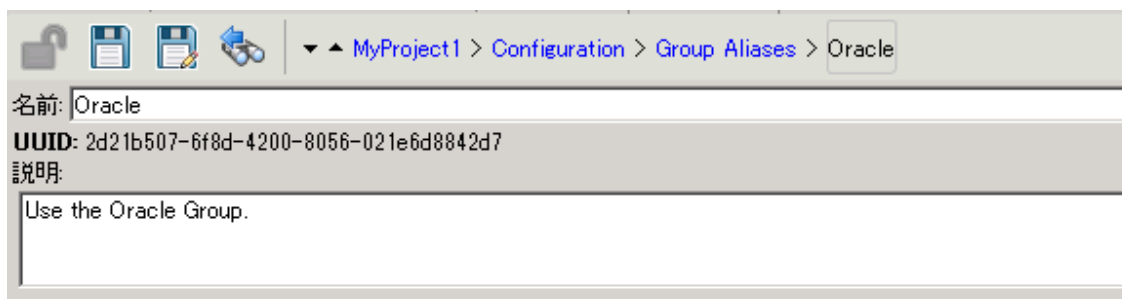 MyProject1 > Configuration > Group Aliases > Oracle
名前: Oracle
UUID: 2d21b507-6f8d-4200-8056-021e6d8842d7
説明:
Use the Oracle Group.